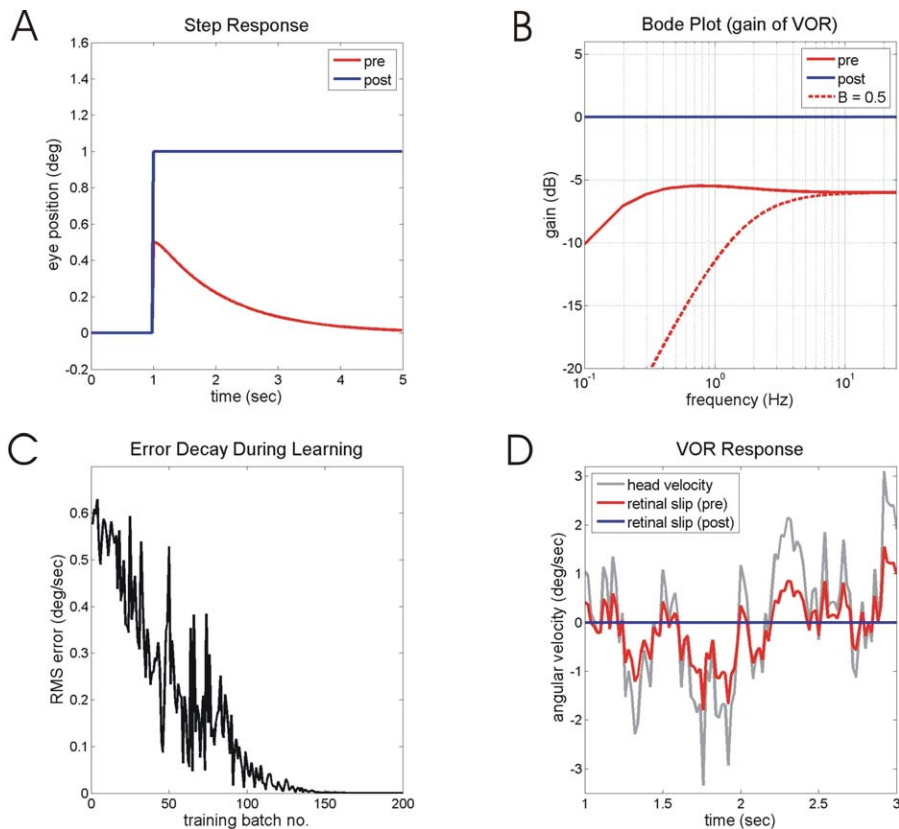 A
Step Response
pre
post
1.6
1.4
1.2
1
0.8
0.6
0.4
0.2
0
-0.2
0 1 2 3 4 5
eye position (deg)
time (sec)
B
Bode Plot (gain of VOR)
pre
post
B = 0.5
5
0
-5
-10
-15
-20
10-1 100 101
gain (dB)
frequency (Hz)
C
Error Decay During Learning
0.6
0.5
0.4
0.3
0.2
0.1
0
0 50 100 150 200
RMS error (deg/sec)
training batch no.
D
VOR Response
head velocity
retinal slip (pre)
retinal slip (post)
3
2
1
0
-1
-2
-3
1 1.5 2 2.5 3
angular velocity (deg/sec)
time (sec)